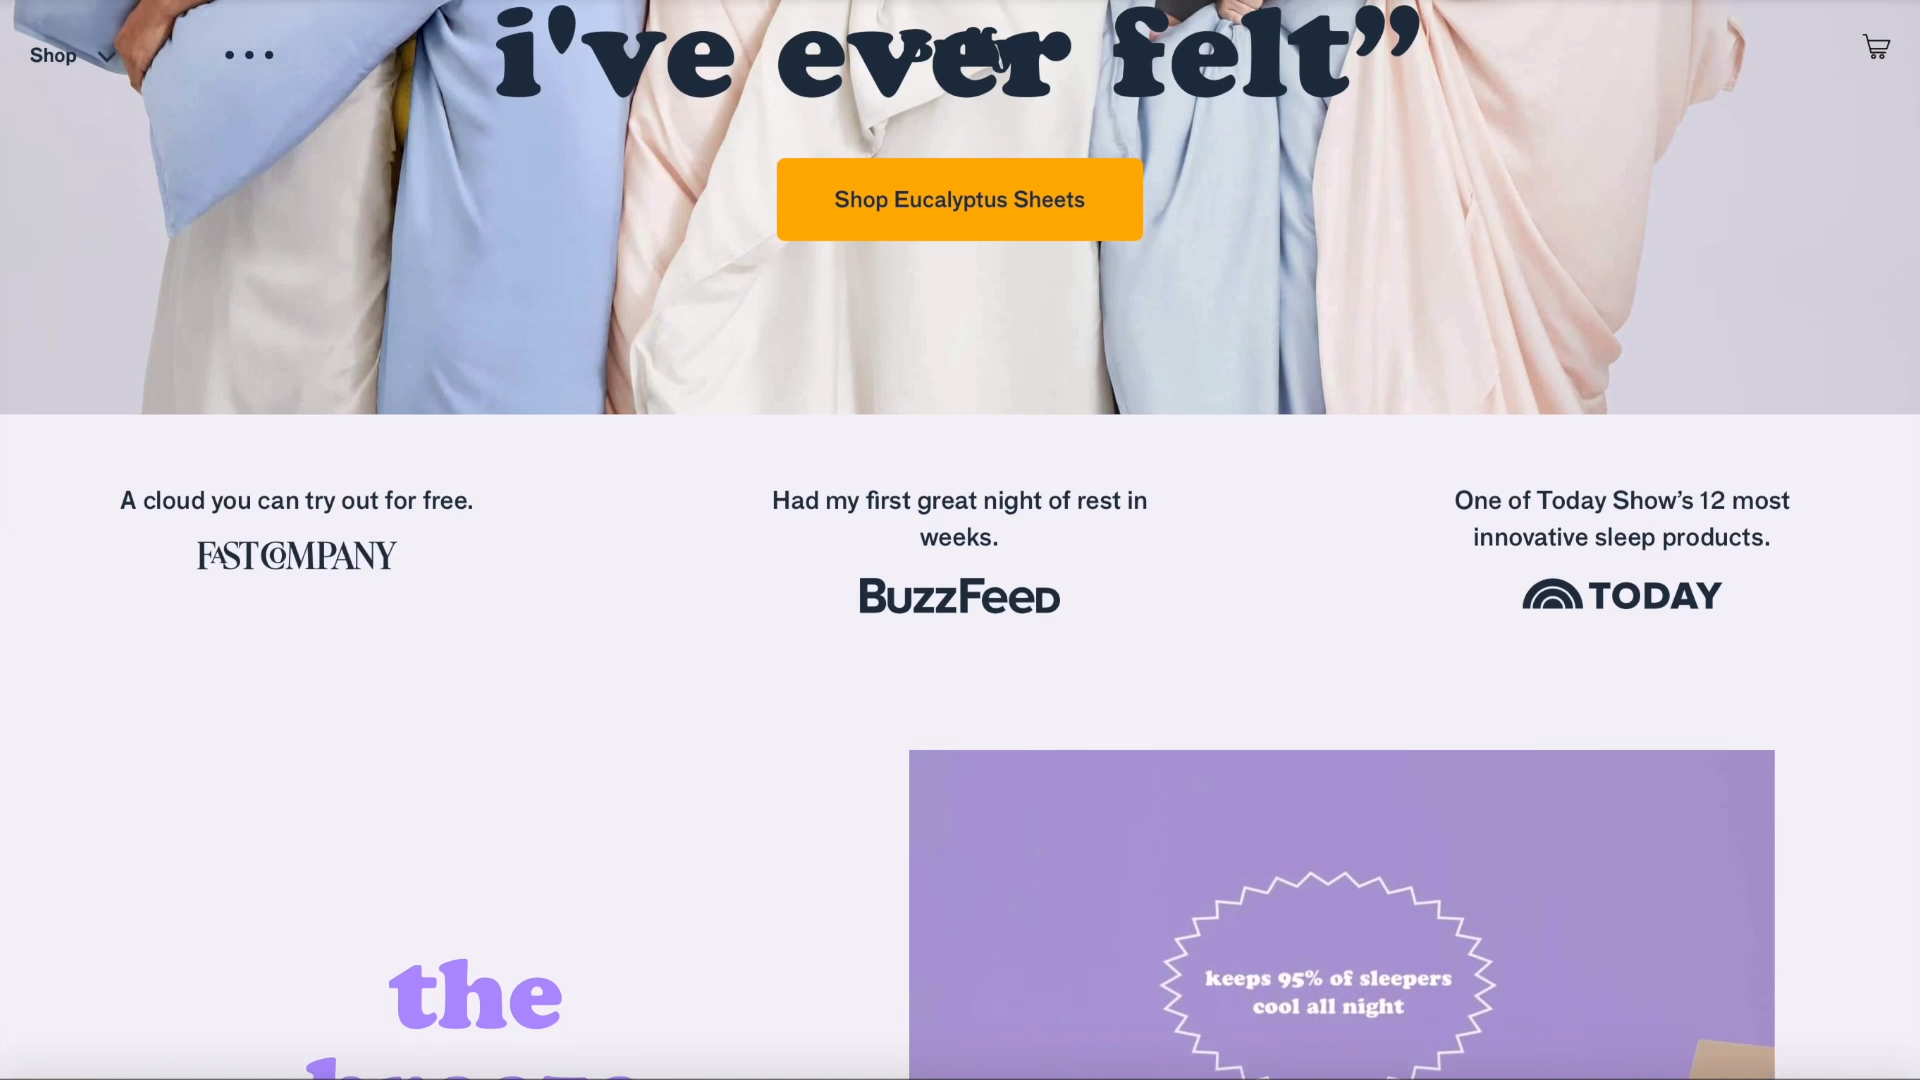 Shop
i've ever felt”
Buffy
Shop Eucalyptus Sheets
A cloud you can try out for free.
FAST COMPANY
Had my first great night of rest in
weeks.
BuzzFeed
One of Today Show’s 12 most
innovative sleep products.
TODAY
the
breeze
keeps 95% of sleepers
cool all night